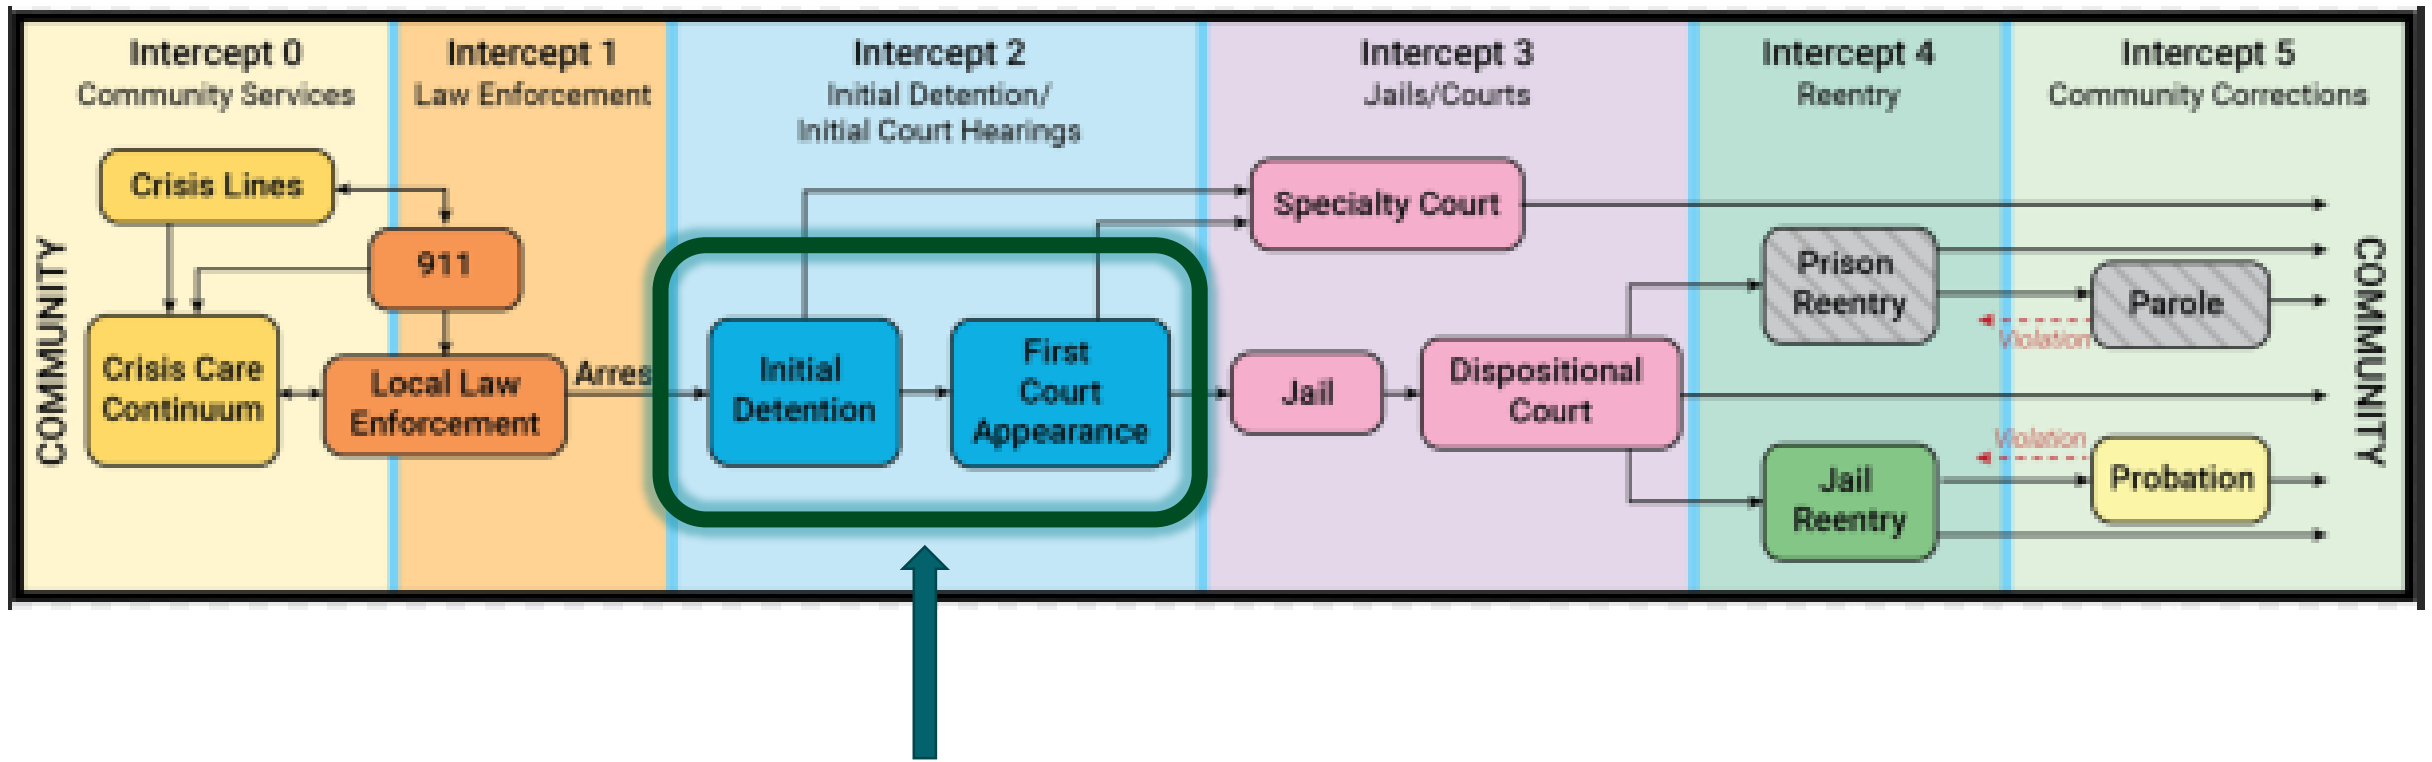 Intercept 0
Community Services
Intercept 1
Law Enforcement
Intercept 2
Initial Detention/
Initial Court Hearings
Intercept 3
Jails/Courts
Intercept 4
Reentry
Intercept 5
Community Corrections
COMMUNITY
Crisis Lines
911
Crisis Care
Continuum
Local Law
Enforcement
Arres
Initial
Detention
First
Court
Appearance
Specialty Court
Jail
Dispositional
Court
Prison
Reentry
Parole
Violation
Jail
Reentry
Violation
Probation
COMMUNITY